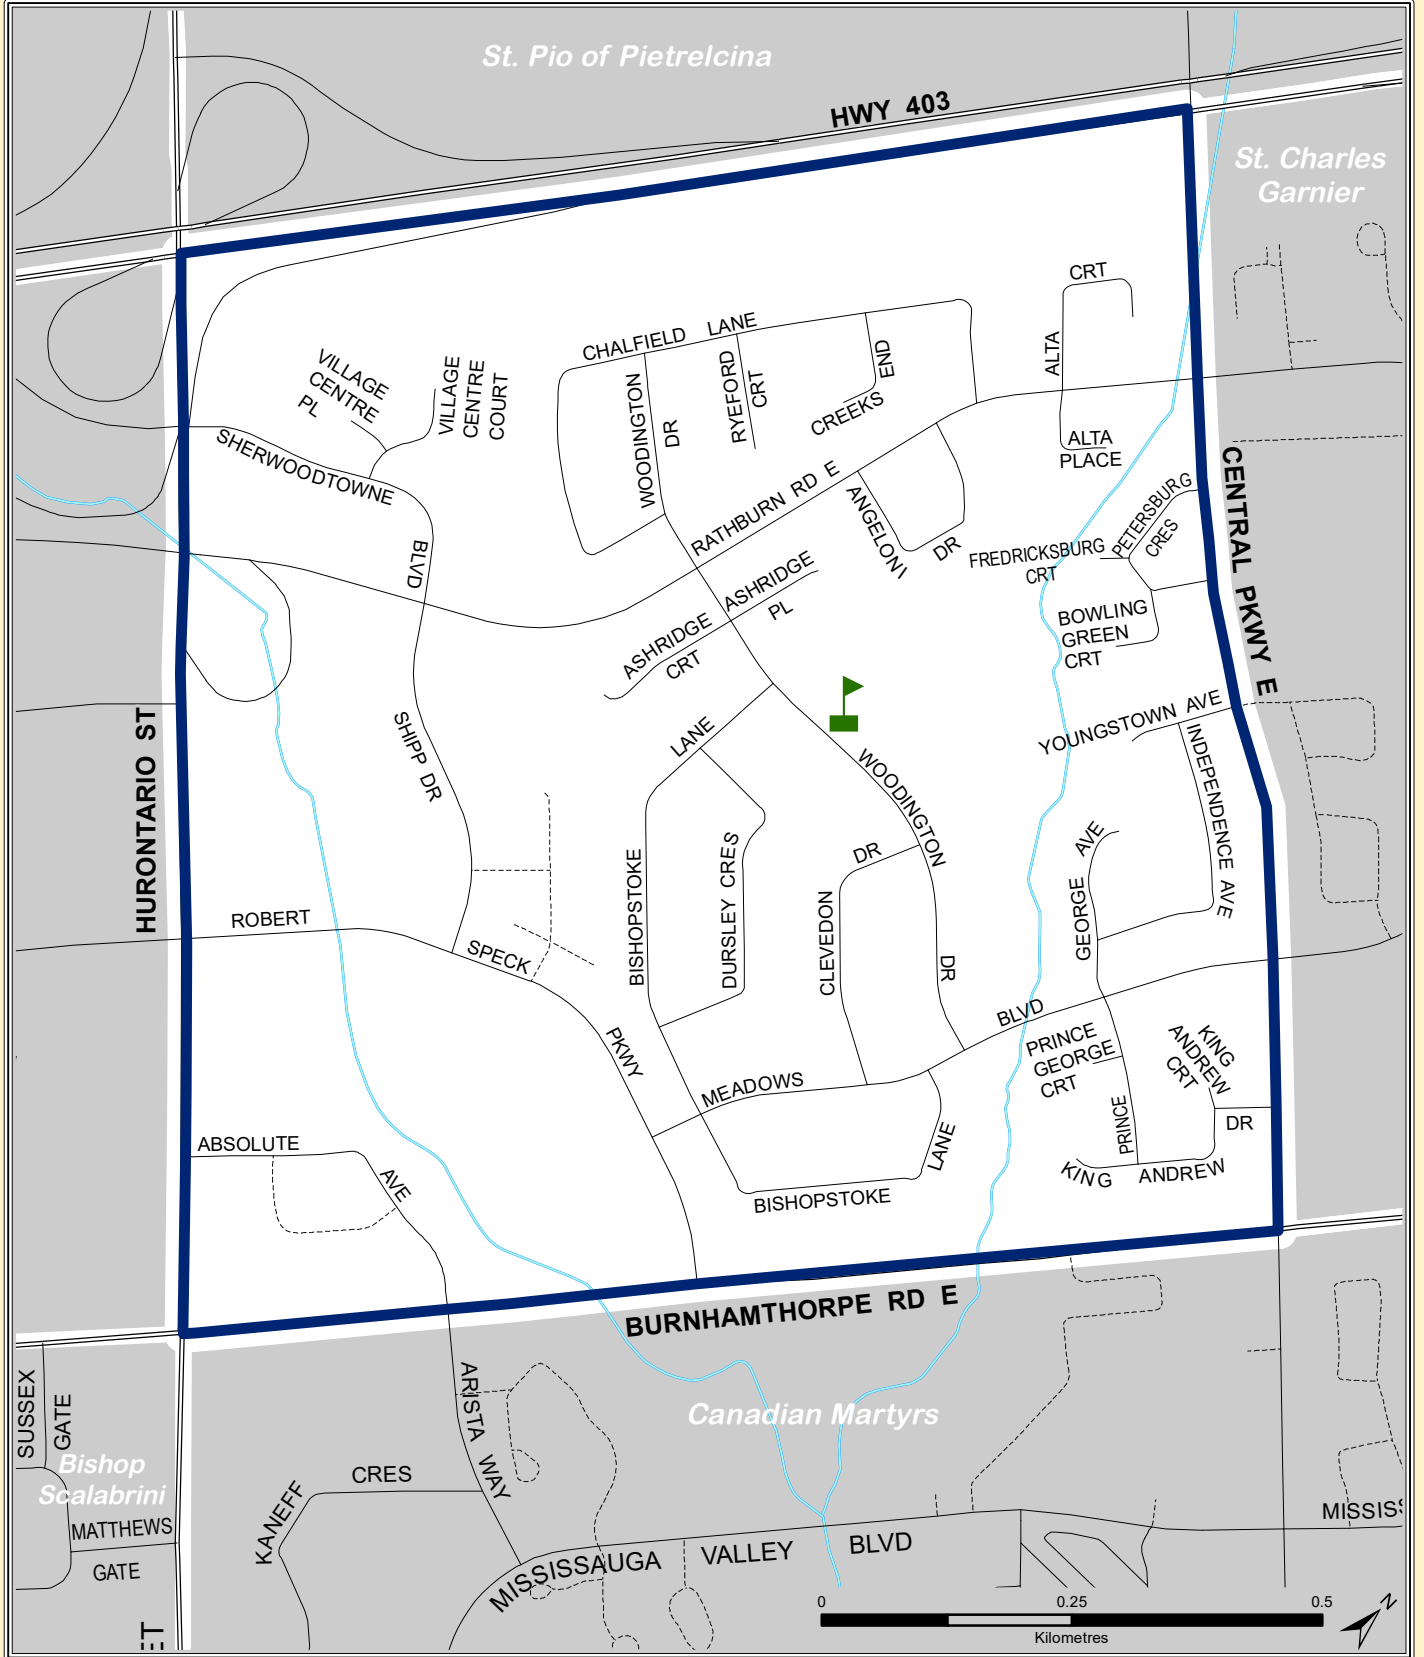 St. Pio of Pietrelcina
HWY 403
St. Charles
Garnier
CRT
ALTA
ALTA
PLACE
CHALFIELD LANE
VILLAGE
CENTRE
PL
VILLAGE
CENTRE
COURT
WOODINGTON
DR
RYEFORD
CRT
END
CREEKS
SHERWOODTOWNE
BLVD
RATHBURN RD E
ANGELONI
DR
PETERSBURG
CRES
FREDRICKSBURG
CRT
CENTRAL PKWY E
ASHRIDGE
PL
ASHRIDGE
CRT
BOWLING
GREEN
CRT
YOUNGSTOWN AVE
INDEPENDENCE AVE
HURONTARIO ST
SHIPP DR
LANE
WOODINGTON
DR
BISHOPSTOKE
DURSLEY CRES
DR
CLEVEDON
AVE
GEORGE
ROBERT
SPECK
PKWY
BLVD
MEADOWS
PRINCE
GEORGE
CRT
KING
ANDREW
CRT
PRINCE
DR
KING ANDREW
ABSOLUTE
AVE
LANE
BISHOPSTOKE
BURNHAMTHORPE RD E
SUSSEX
GATE
ARISTA WAY
Canadian Martyrs
Bishop
Scalabrini
CRES
KANEFF
MATTHEWS
GATE
MISSISSAUGA VALLEY BLVD
MISSISS
ET
0 0.25 0.5
Kilometres
N